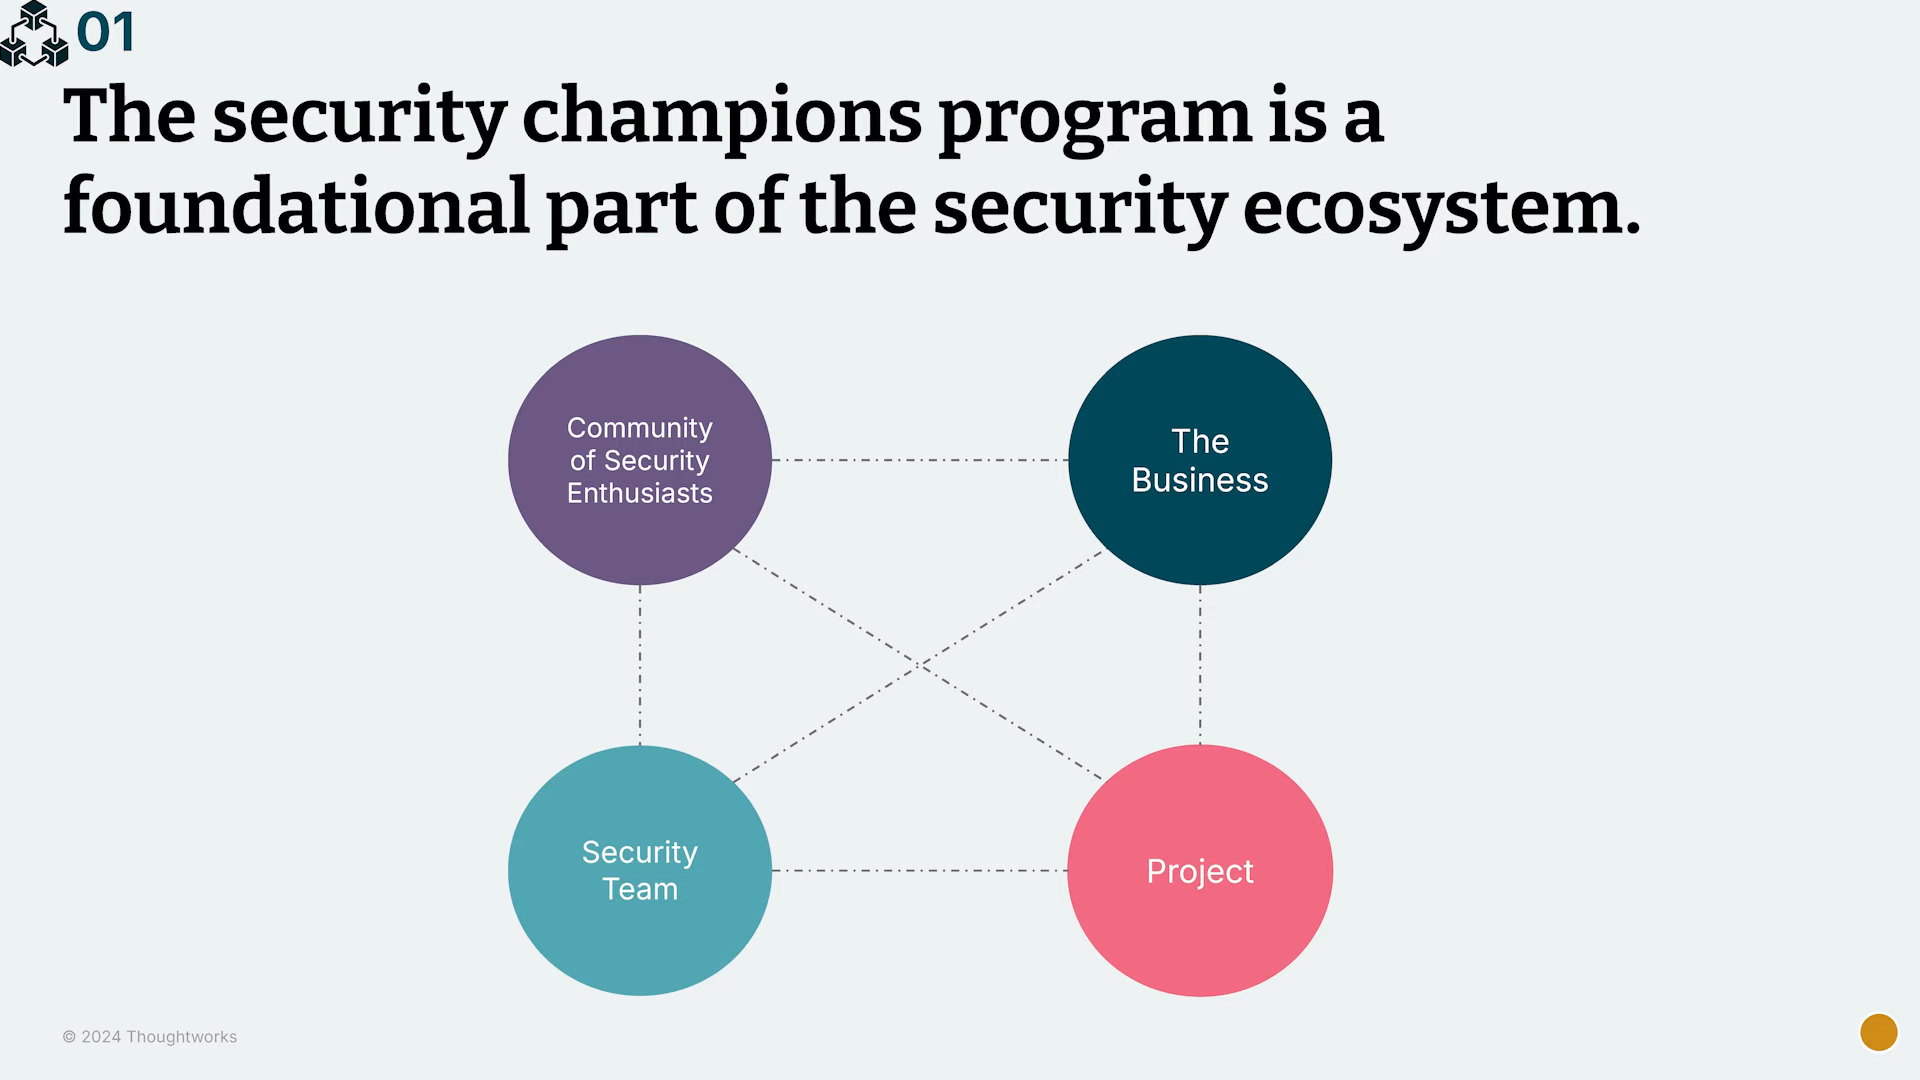 01
The security champions program is a
foundational part of the security ecosystem.
Community
of Security
Enthusiasts
The
Business
Security
Team
Project
© 2024 Thoughtworks